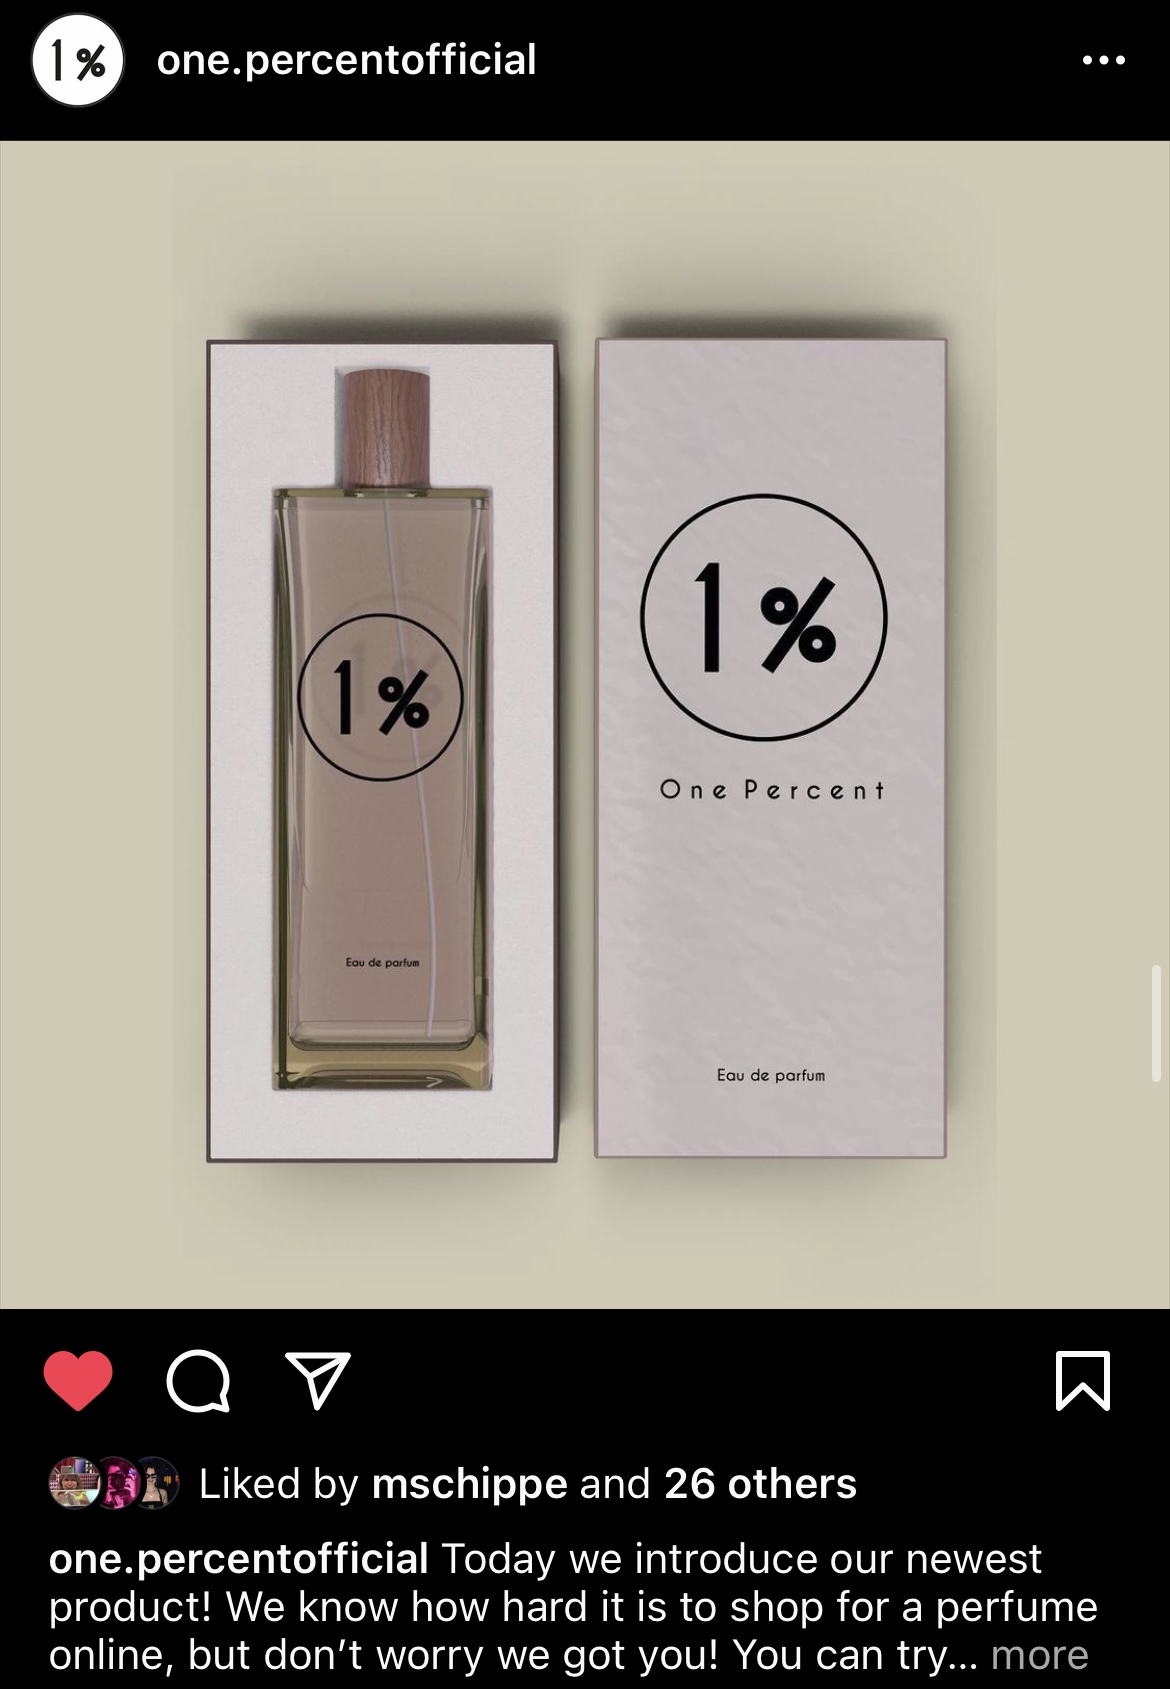 1%
one.percentofficial
1%
Eau de parfum
1%
One Percent
Eau de parfum
Liked by mschippe and 26 others
one.percentofficial Today we introduce our newest
product! We know how hard it is to shop for a perfume
online, but don’t worry we got you! You can try... more